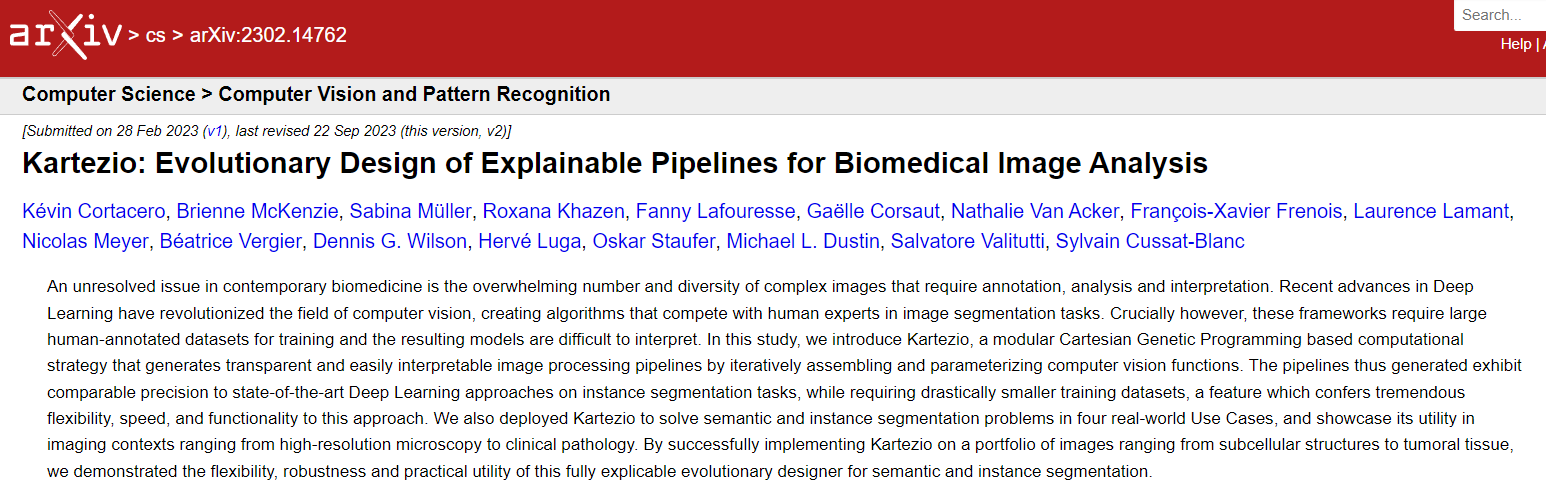 arXiv > cs > arXiv:2302.14762
Search...
Help |
Computer Science > Computer Vision and Pattern Recognition
[Submitted on 28 Feb 2023 (v1), last revised 22 Sep 2023 (this version, v2)]
Kartezio: Evolutionary Design of Explainable Pipelines for Biomedical Image Analysis
Kévin Cortacero, Brienne McKenzie, Sabina Müller, Roxana Khazen, Fanny Lafouresse, Gaëlle Corsaut, Nathalie Van Acker, François-Xavier Frenois, Laurence Lamant,
Nicolas Meyer, Béatrice Vergier, Dennis G. Wilson, Hervé Luga, Oskar Staufer, Michael L. Dustin, Salvatore Valitutti, Sylvain Cussat-Blanc
An unresolved issue in contemporary biomedicine is the overwhelming number and diversity of complex images that require annotation, analysis and interpretation. Recent advances in Deep
Learning have revolutionized the field of computer vision, creating algorithms that compete with human experts in image segmentation tasks. Crucially however, these frameworks require large
human-annotated datasets for training and the resulting models are difficult to interpret. In this study, we introduce Kartezio, a modular Cartesian Genetic Programming based computational
strategy that generates transparent and easily interpretable image processing pipelines by iteratively assembling and parameterizing computer vision functions. The pipelines thus generated exhibit
comparable precision to state-of-the-art Deep Learning approaches on instance segmentation tasks, while requiring drastically smaller training datasets, a feature which confers tremendous
flexibility, speed, and functionality to this approach. We also deployed Kartezio to solve semantic and instance segmentation problems in four real-world Use Cases, and showcase its utility in
imaging contexts ranging from high-resolution microscopy to clinical pathology. By successfully implementing Kartezio on a portfolio of images ranging from subcellular structures to tumoral tissue,
we demonstrated the flexibility, robustness and practical utility of this fully explicable evolutionary designer for semantic and instance segmentation.